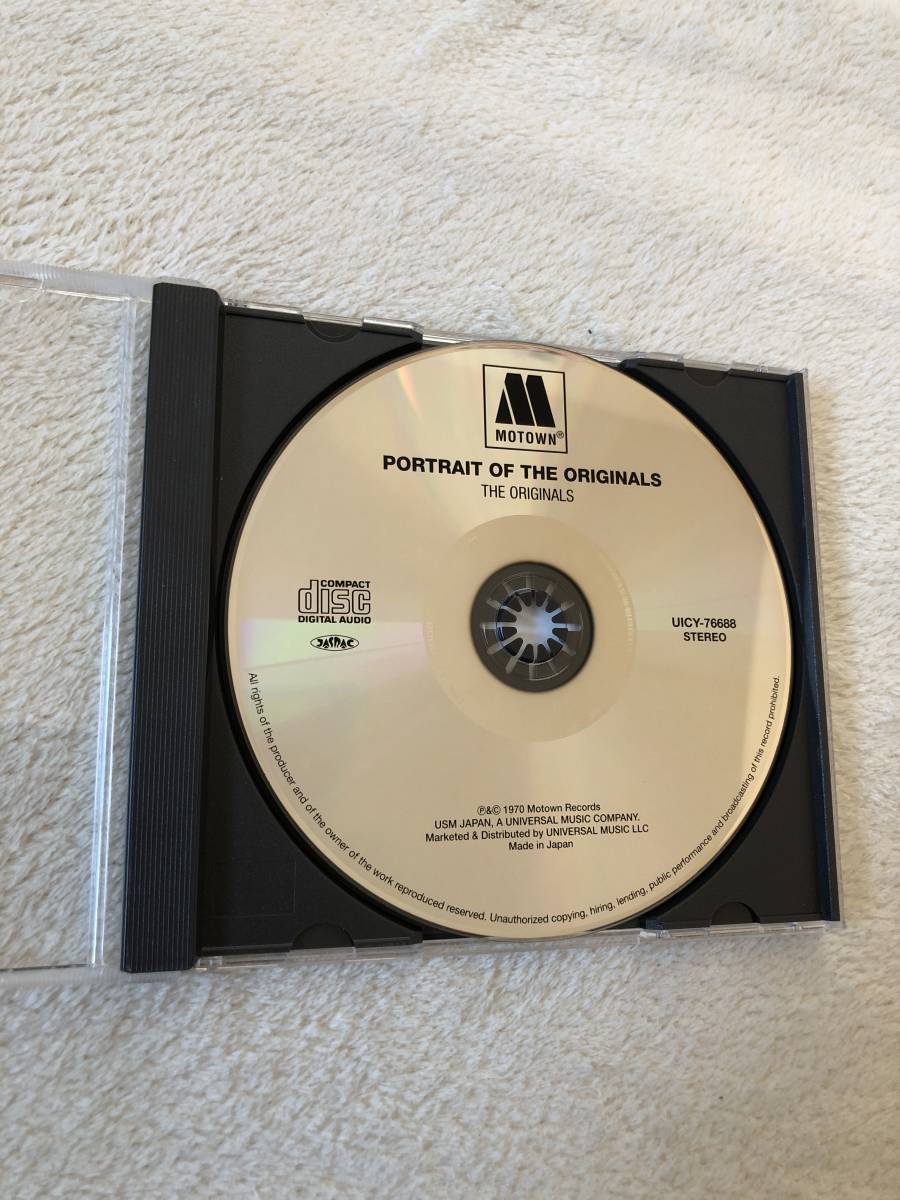 MOTOWN®
PORTRAIT OF THE ORIGINALS
THE ORIGINALS
COMPACT
disc
DIGITAL AUDIO
JASRAC
UICY-76688
STEREO
℗&© 1970 Motown Records
USM JAPAN, A UNIVERSAL MUSIC COMPANY.
Marketed & Distributed by UNIVERSAL MUSIC LLC
Made in Japan
All rights of the producer and of the owner of the work reproduced reserved. Unauthorized copying, hiring, lending, public performance and broadcasting of this record prohibited.